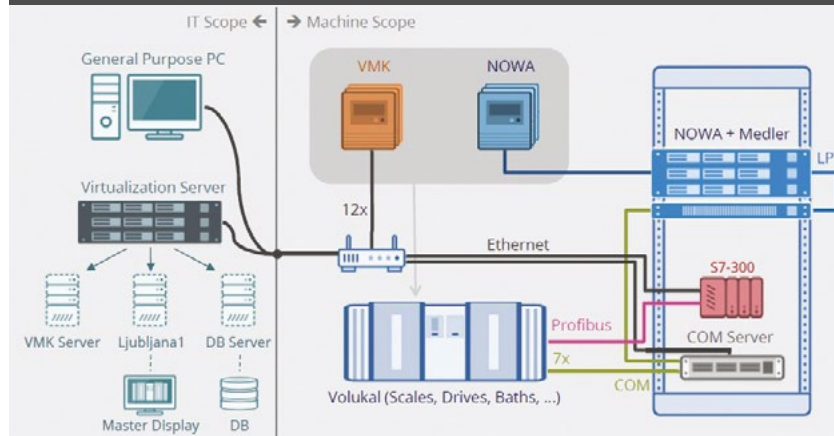 IT Scope ← → Machine Scope
General Purpose PC
VMK
NOWA
NOWA + Medler
LP
Virtualization Server
12x
Ethernet
S7-300
Profibus
COM Server
VMK Server
Ljubljana1
DB Server
7x
COM
Volukal (Scales, Drives, Baths, ...)
Master Display
DB